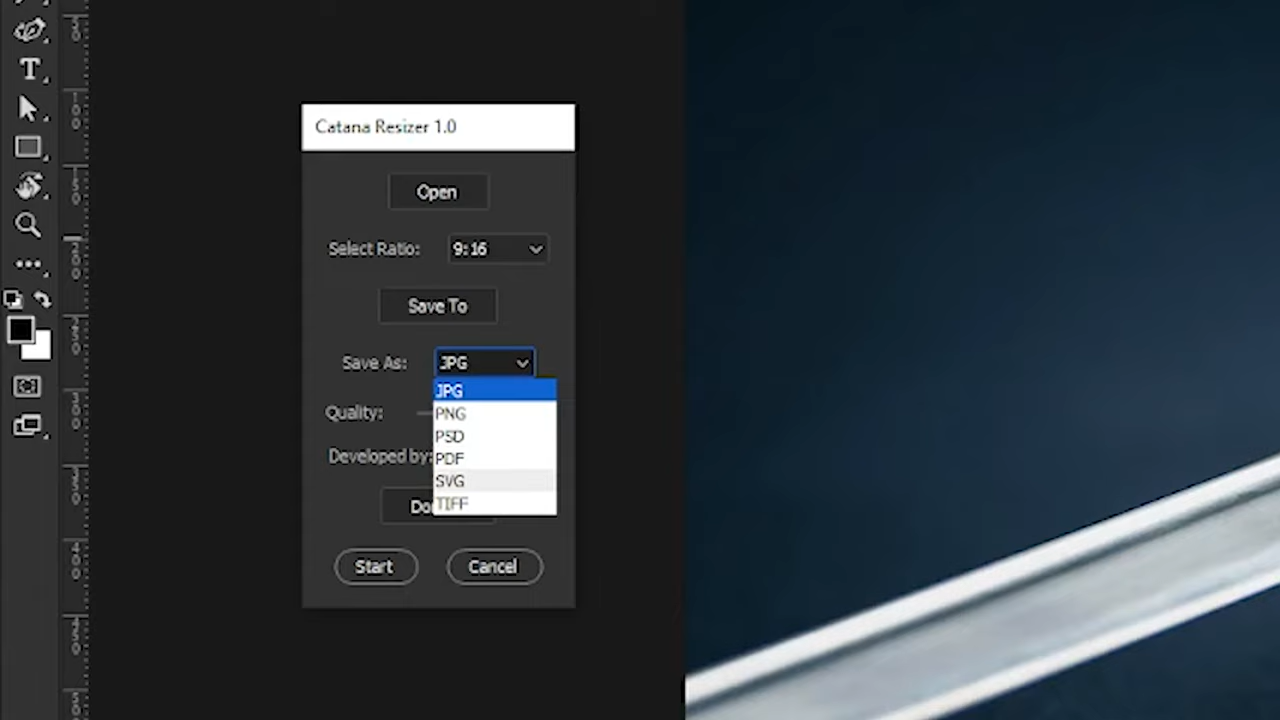 Catana Resizer 1.0
Open
Select Ratio: 9:16
Save To
Save As: JPG
JPG
PNG
Quality:
PSD
Developed by: PDF
SVG
TIFF
Start
Cancel